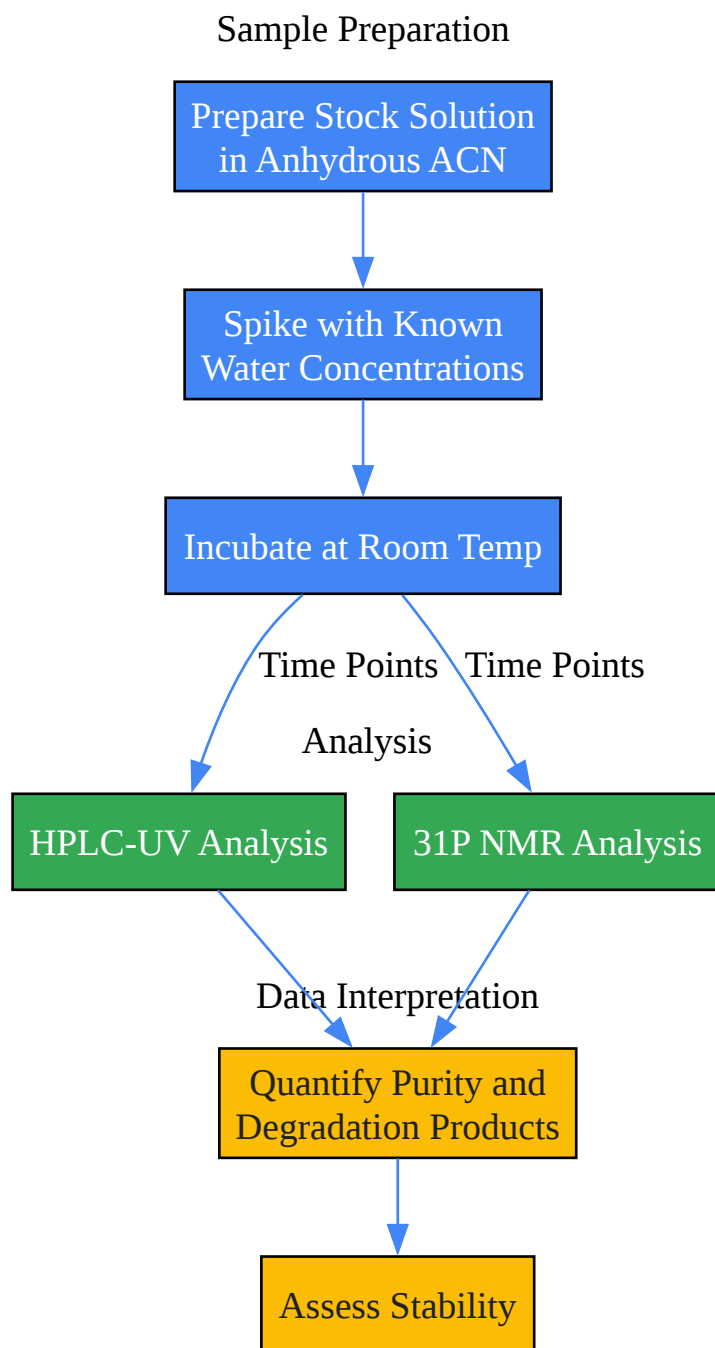 Sample Preparation
Prepare Stock Solution
in Anhydrous ACN
Spike with Known
Water Concentrations
Incubate at Room Temp
Time Points
Time Points
Analysis
HPLC-UV Analysis
31P NMR Analysis
Data Interpretation
Quantify Purity and
Degradation Products
Assess Stability